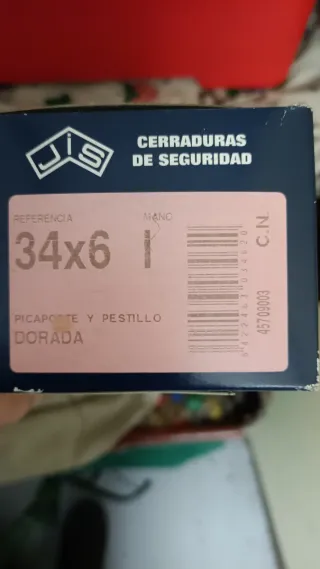 JiS
CERRADURAS
DE SEGURIDAD
REFERENCIA
MANO
34x6 I
PICAPORTE Y PESTILLO
DORADA
C.N.
45709003